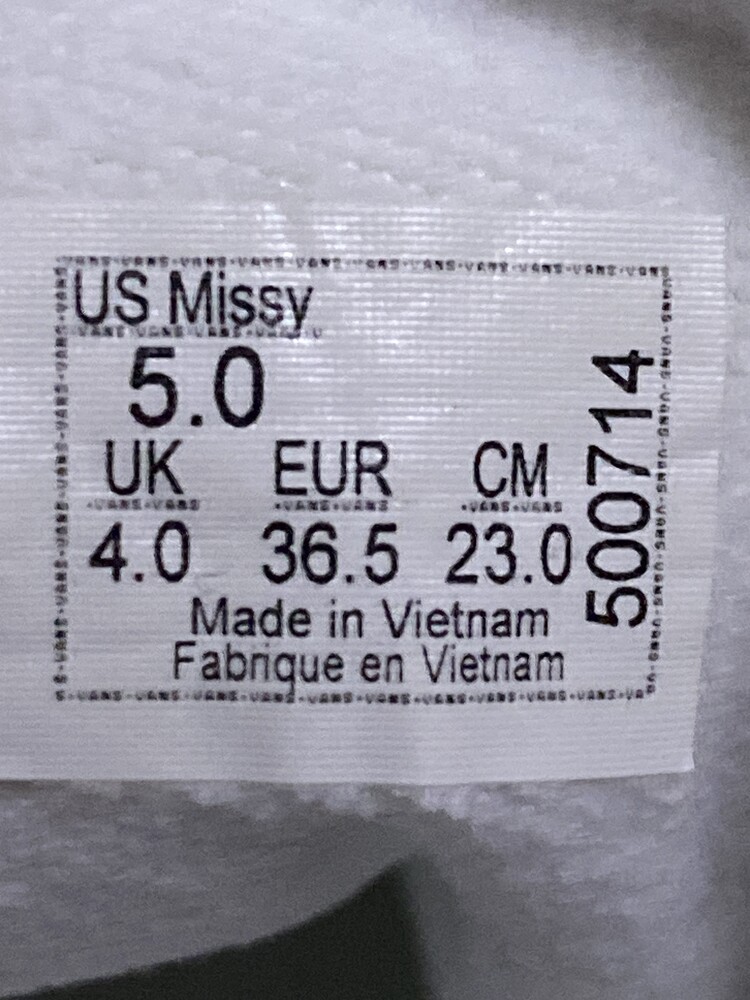 US Missy
5.0
UK EUR CM
4.0 36.5 23.0
Made in Vietnam
Fabrique en Vietnam
500714